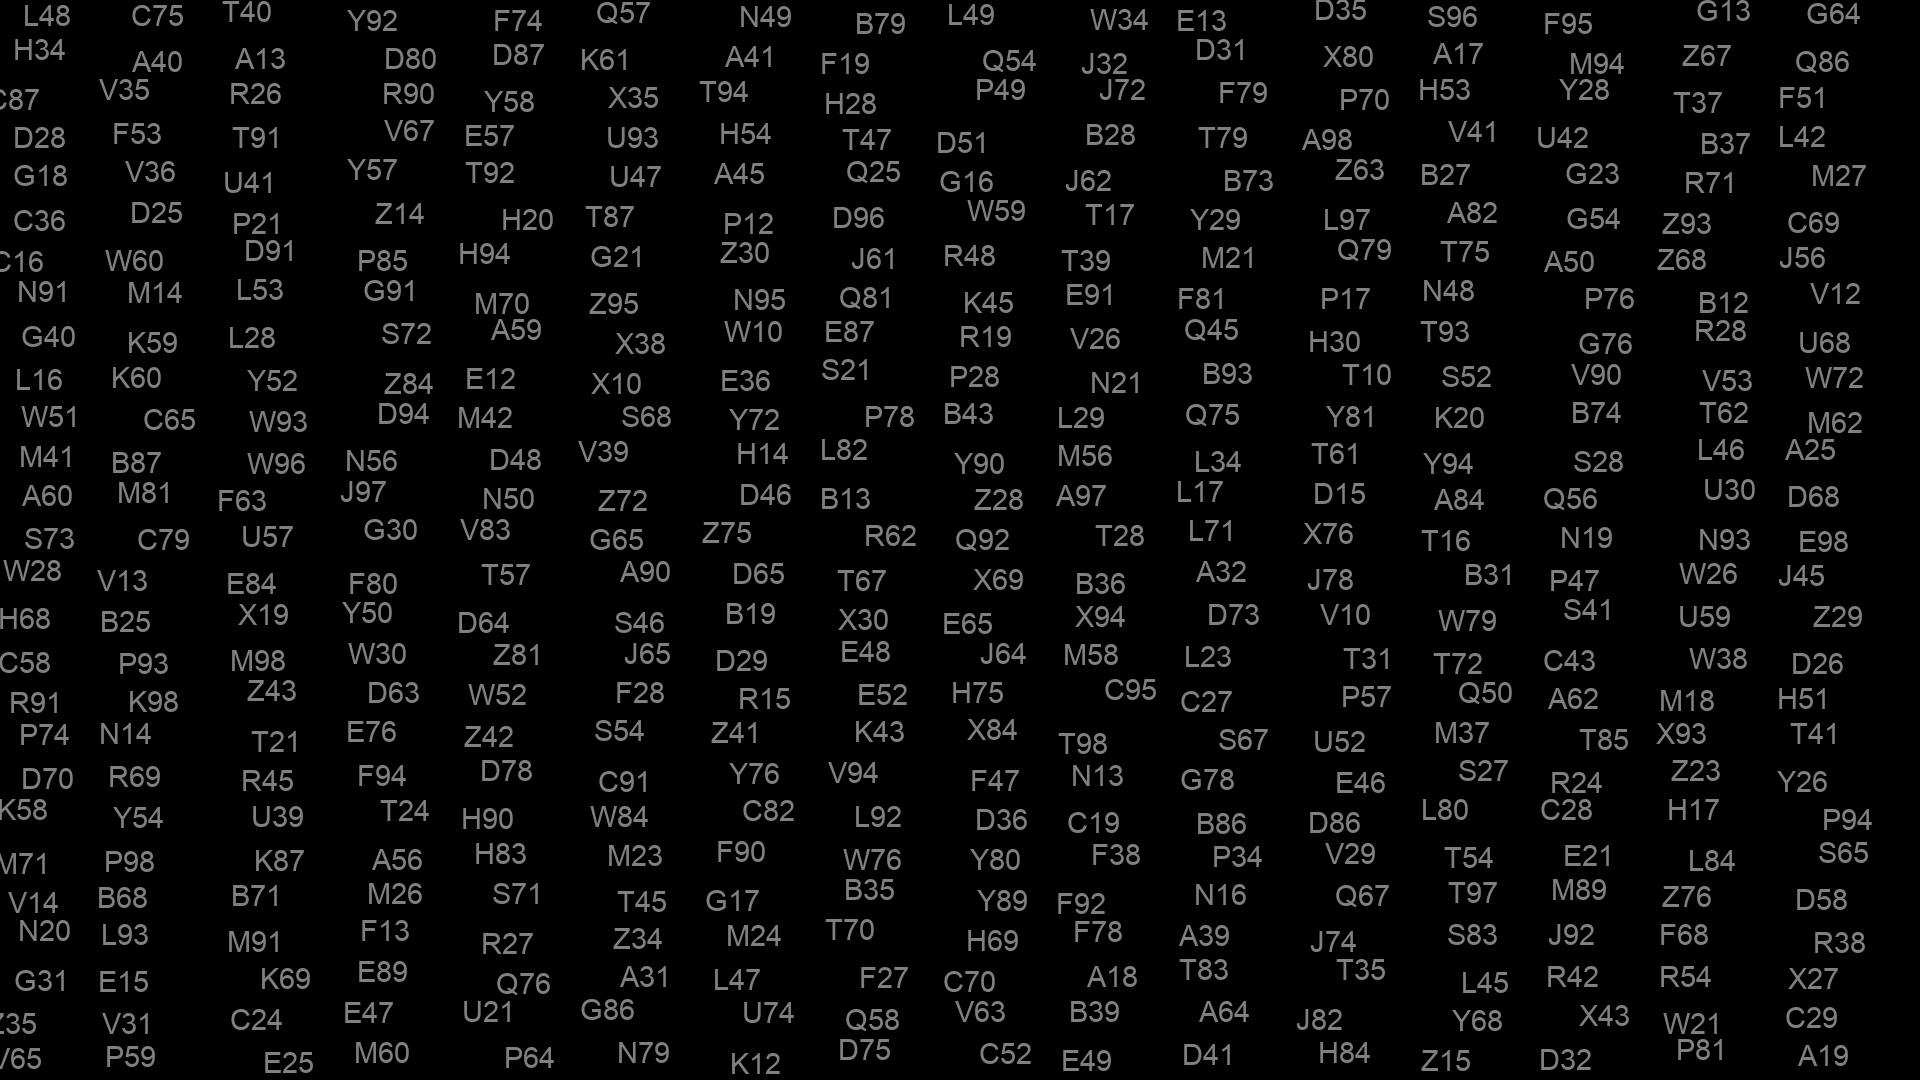 L48 C75 T40 Y92 F74 Q57 N49 B79 L49 W34 E13 D35 S96 F95 G13 G64
H34 A40 A13 D80 D87 K61 A41 F19 Q54 J32 D31 X80 A17 M94 Z67 Q86
C87 V35 R26 R90 Y58 X35 T94 H28 P49 J72 F79 P70 H53 Y28 T37 F51
D28 F53 T91 V67 E57 U93 H54 T47 D51 B28 T79 A98 V41 U42 B37 L42
G18 V36 U41 Y57 T92 U47 A45 Q25 G16 J62 B73 Z63 B27 G23 R71 M27
C36 D25 P21 Z14 H20 T87 P12 D96 W59 T17 Y29 L97 A82 G54 Z93 C69
C16 W60 D91 P85 H94 G21 Z30 J61 R48 T39 M21 Q79 T75 A50 Z68 J56
N91 M14 L53 G91 M70 Z95 N95 Q81 K45 E91 F81 P17 N48 P76 B12 V12
G40 K59 L28 S72 A59 X38 W10 E87 R19 V26 Q45 H30 T93 G76 R28 U68
L16 K60 Y52 Z84 E12 X10 E36 S21 P28 N21 B93 T10 S52 V90 V53 W72
W51 C65 W93 D94 M42 S68 Y72 P78 B43 L29 Q75 Y81 K20 B74 T62 M62
M41 B87 W96 N56 D48 V39 H14 L82 Y90 M56 L34 T61 Y94 S28 L46 A25
A60 M81 F63 J97 N50 Z72 D46 B13 Z28 A97 L17 D15 A84 Q56 U30 D68
S73 C79 U57 G30 V83 G65 Z75 R62 Q92 T28 L71 X76 T16 N19 N93 E98
W28 V13 E84 F80 T57 A90 D65 T67 X69 B36 A32 J78 B31 P47 W26 J45
H68 B25 X19 Y50 D64 S46 B19 X30 E65 X94 D73 V10 W79 S41 U59 Z29
C58 P93 M98 W30 Z81 J65 D29 E48 J64 M58 L23 T31 T72 C43 W38 D26
R91 K98 Z43 D63 W52 F28 R15 E52 H75 C95 C27 P57 Q50 A62 M18 H51
P74 N14 T21 E76 Z42 S54 Z41 K43 X84 T98 S67 U52 M37 T85 X93 T41
D70 R69 R45 F94 D78 C91 Y76 V94 F47 N13 G78 E46 S27 R24 Z23 Y26
K58 Y54 U39 T24 H90 W84 C82 L92 D36 C19 B86 D86 L80 C28 H17 P94
M71 P98 K87 A56 H83 M23 F90 W76 Y80 F38 P34 V29 T54 E21 L84 S65
V14 B68 B71 M26 S71 T45 G17 B35 Y89 F92 N16 Q67 T97 M89 Z76 D58
N20 L93 M91 F13 R27 Z34 M24 T70 H69 F78 A39 J74 S83 J92 F68 R38
G31 E15 K69 E89 Q76 A31 L47 F27 C70 A18 T83 T35 L45 R42 R54 X27
Z35 V31 C24 E47 U21 G86 U74 Q58 V63 B39 A64 J82 Y68 X43 W21 C29
V65 P59 E25 M60 P64 N79 K12 D75 C52 E49 D41 H84 Z15 D32 P81 A19